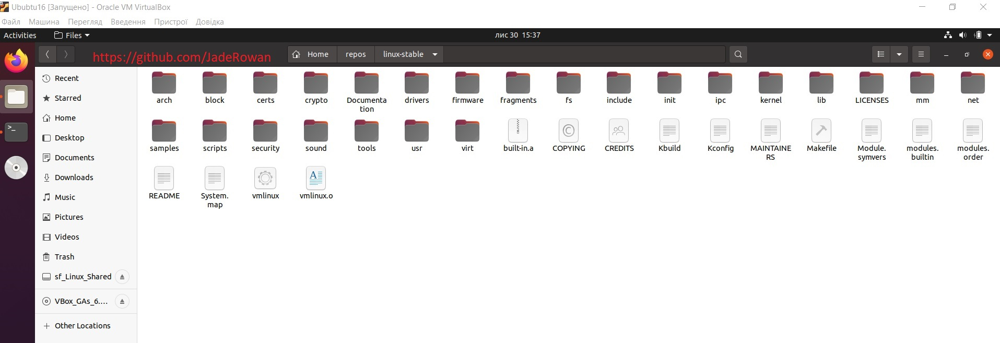 Ububtu16 [Запущено] - Oracle VM VirtualBox
Файл Машина Перегляд Введення Пристрої Довідка
Activities Files лис 30 15:37
https://github.com/JadeRowan Home repos linux-stable
Recent
Starred
Home
Desktop
Documents
Downloads
Music
Pictures
Videos
Trash
sf_Linux_Shared
VBox_GAs_6....
Other Locations
arch block certs crypto Documenta drivers firmware fragments fs include init ipc kernel lib LICENSES mm net
tion
samples scripts security sound tools usr virt built-in.a COPYING CREDITS Kbuild Kconfig MAINTAINE Makefile Module. modules. modules.
RS symvers builtin order
README System. vmlinux vmlinux.o
map